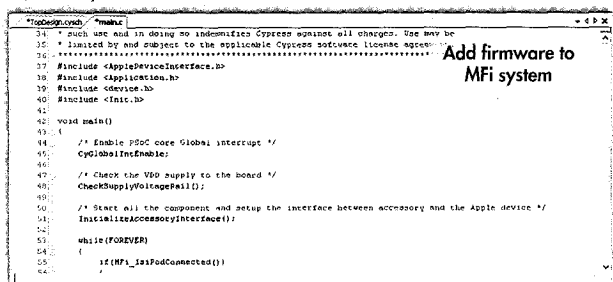 *TopDesign.cysch *main.c
34 * such use and in doing so indemnifies Cypress against all charges. Use may be
35 * limited by and subject to the applicable Cypress software license agree
36
Add firmware to
MFi system
37 #include <AppleDeviceInterface.h>
38 #include <Application.h>
39 #include <device.h>
40 #include <Init.h>
41
42 void main()
43 {
44 /* Enable PSoC core Global interrupt */
45 CyGlobalIntEnable;
46
47 /* Check the VDD supply to the board */
48 CheckSupplyVoltageRail();
49
50 /* Start all the component and setup the interface between accessory and the Apple device */
51 InitializeAccessoryInterface();
52
53 while(FOREVER)
54 {
55 if(MFi_IsiPodConnected())